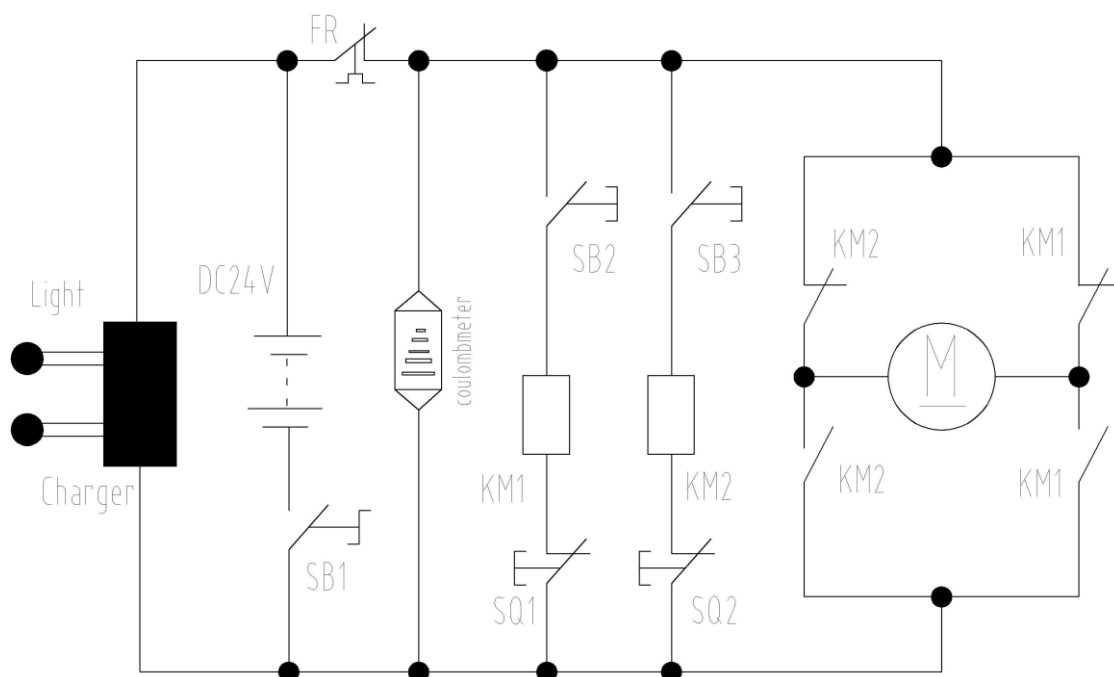 FR
DC24V
Light
Charger
SB1
coulombmeter
SB2
SB3
KM1
KM2
SQ1
SQ2
KM2
KM1
M
KM2
KM1